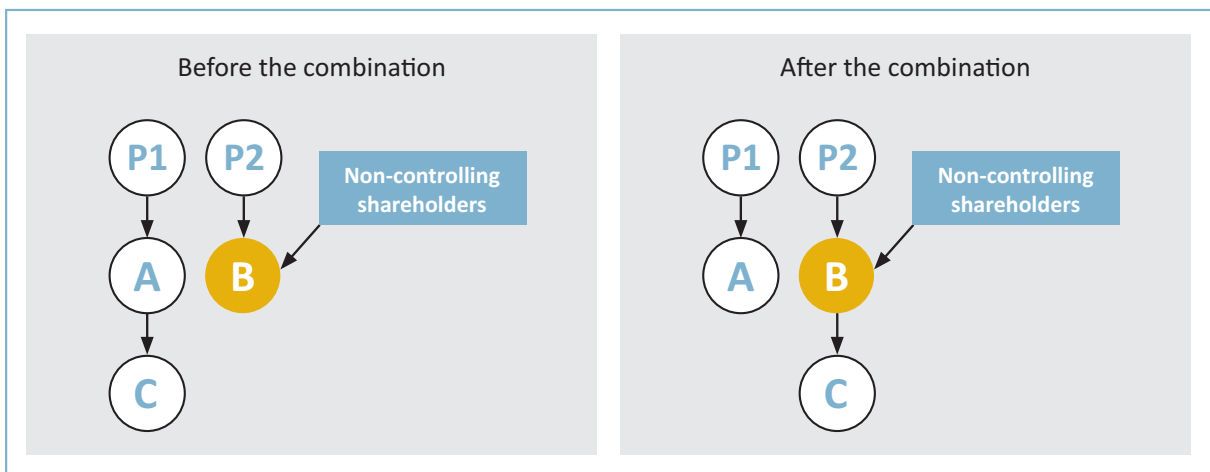 Before the combination
P1 P2
Non-controlling
shareholders
A B
C
After the combination
P1 P2
Non-controlling
shareholders
A B
C